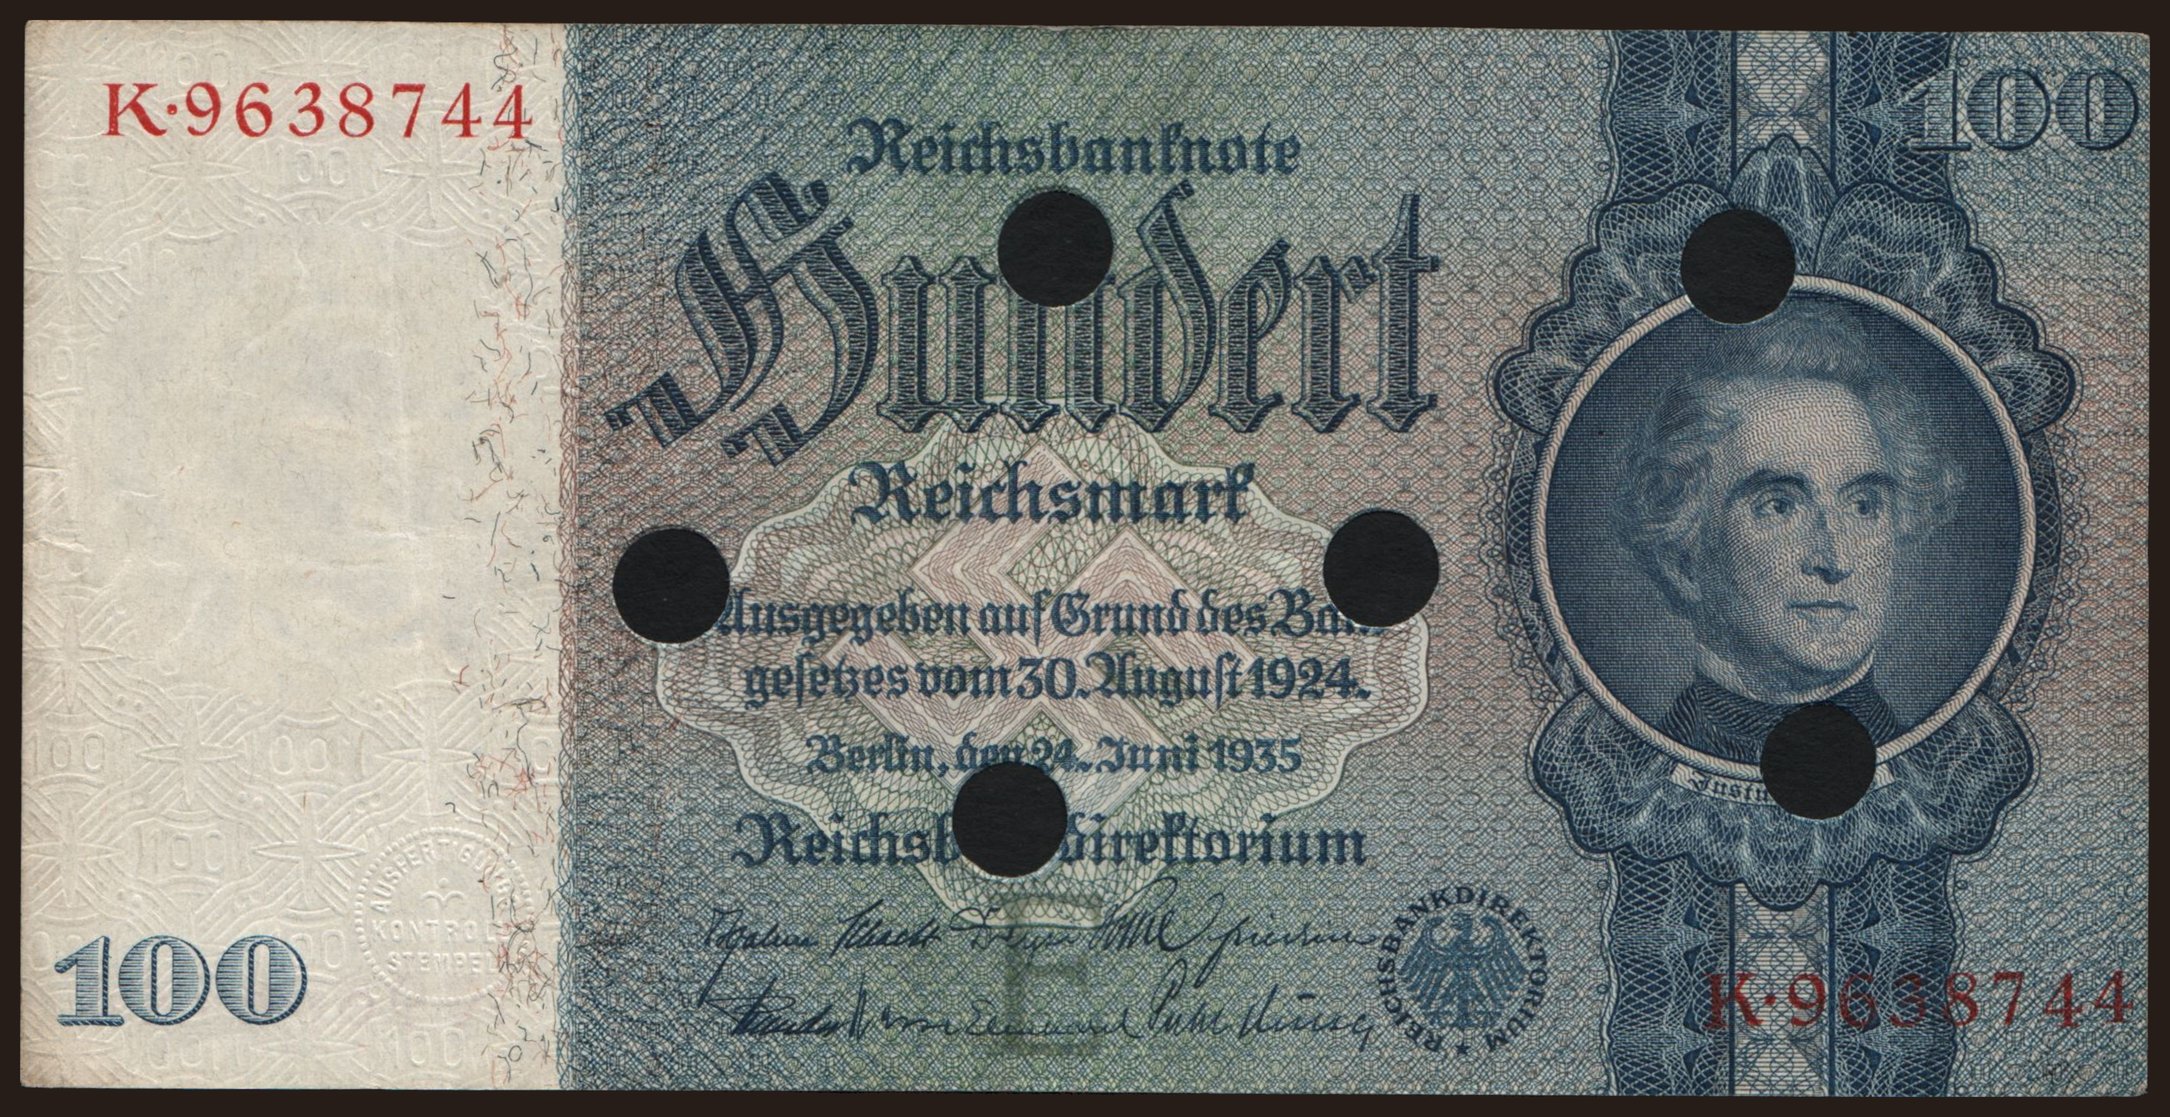 K·9638744
100
Reichsbanknote
Hundert
Reichsmark
Ausgegeben auf Grund des
gesetzes vom 30. August 1924.
Berlin, den 24. Juni 1935
Reichsb direktorium
REICHSBANKDIREKTORIUM
AUSFERTIGUNGS
KONTROL
STEMPEL
100
E
K·9638744